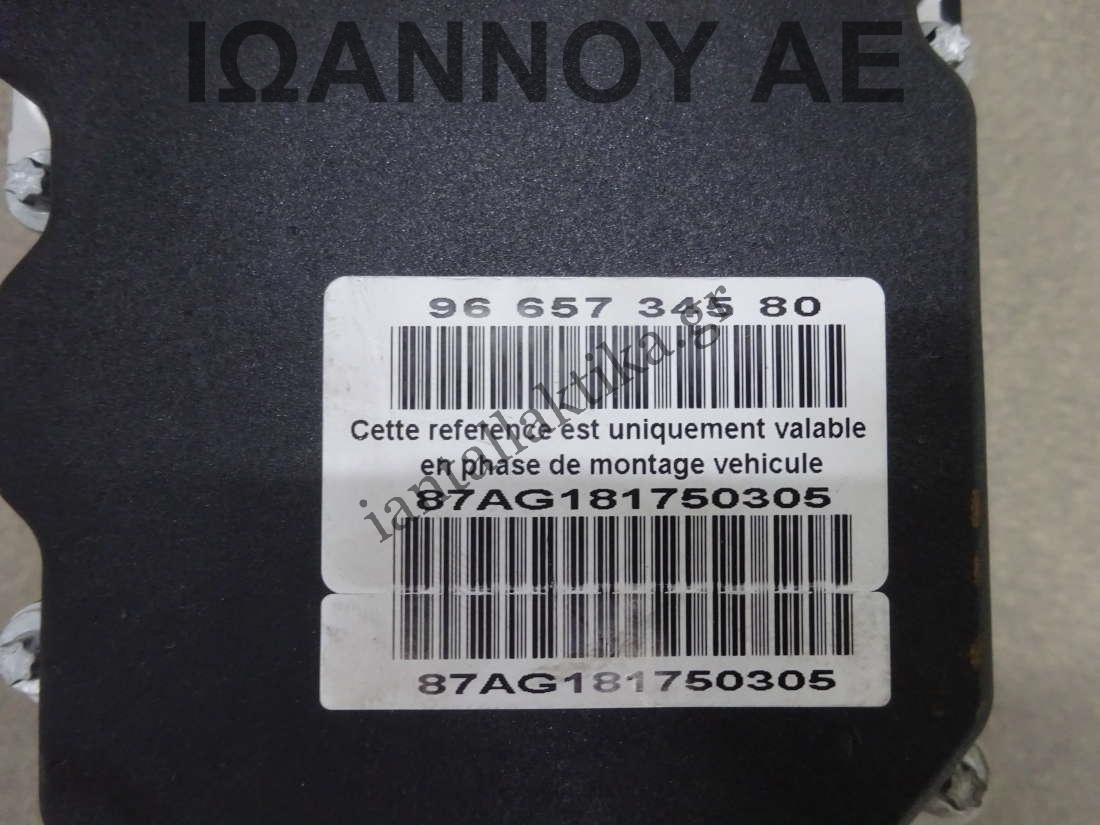 ΙΩΑΝΝΟΥ ΑΕ
96 657 345 80
Cette reference est uniquement valable
en phase de montage vehicule
87AG181750305
87AG181750305
iantallaktika.gr